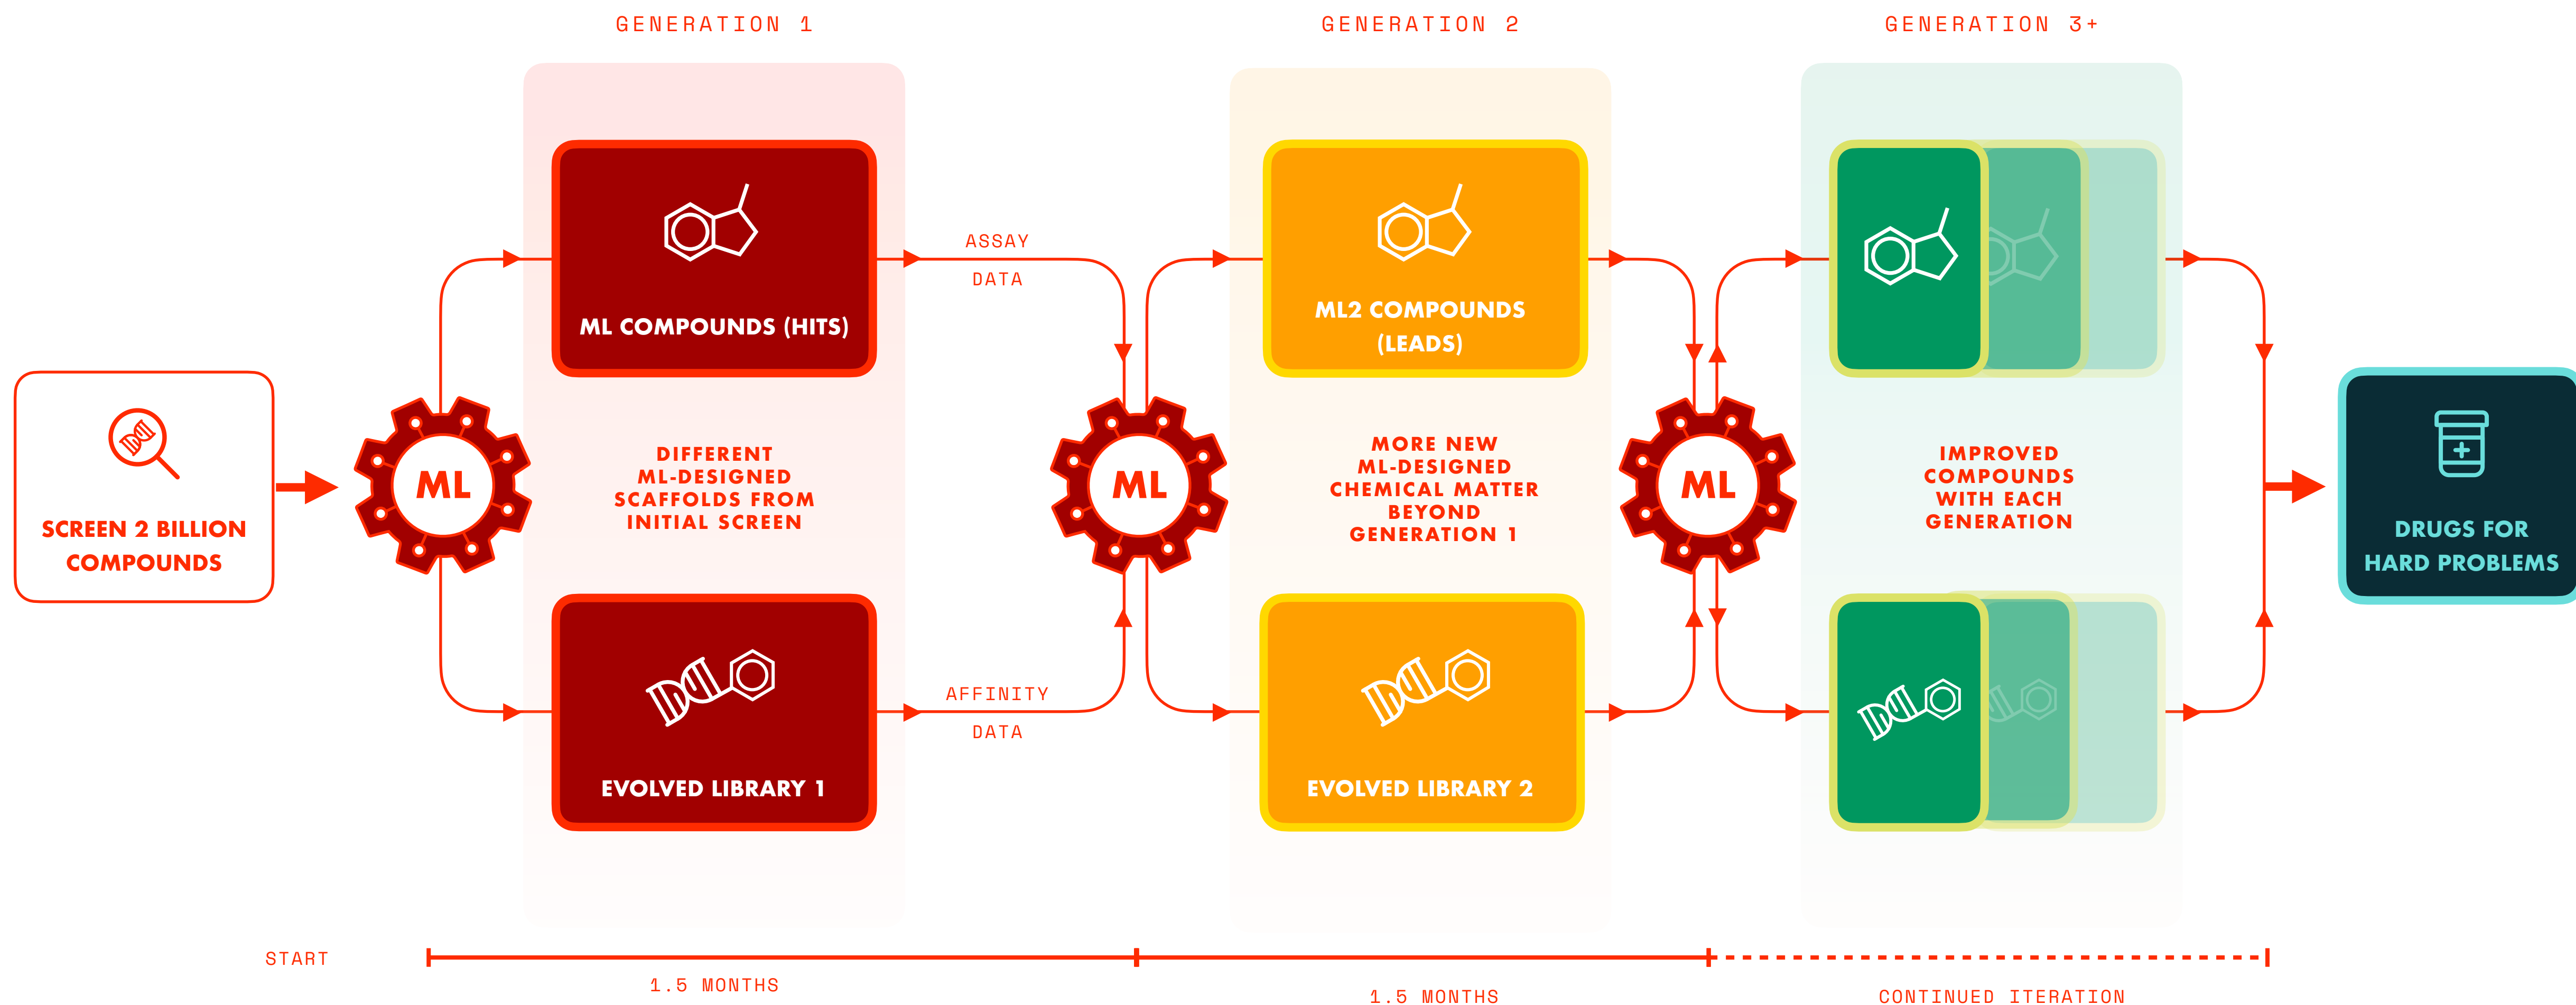 GENERATION 1
GENERATION 2
GENERATION 3+
SCREEN 2 BILLION
COMPOUNDS
ML
ML COMPOUNDS (HITS)
DIFFERENT
ML-DESIGNED
SCAFFOLDS FROM
INITIAL SCREEN
EVOLVED LIBRARY 1
ASSAY
DATA
AFFINITY
DATA
ML
ML2 COMPOUNDS
(LEADS)
MORE NEW
ML-DESIGNED
CHEMICAL MATTER
BEYOND
GENERATION 1
EVOLVED LIBRARY 2
ML
IMPROVED
COMPOUNDS
WITH EACH
GENERATION
DRUGS FOR
HARD PROBLEMS
START
1.5 MONTHS
1.5 MONTHS
CONTINUED ITERATION